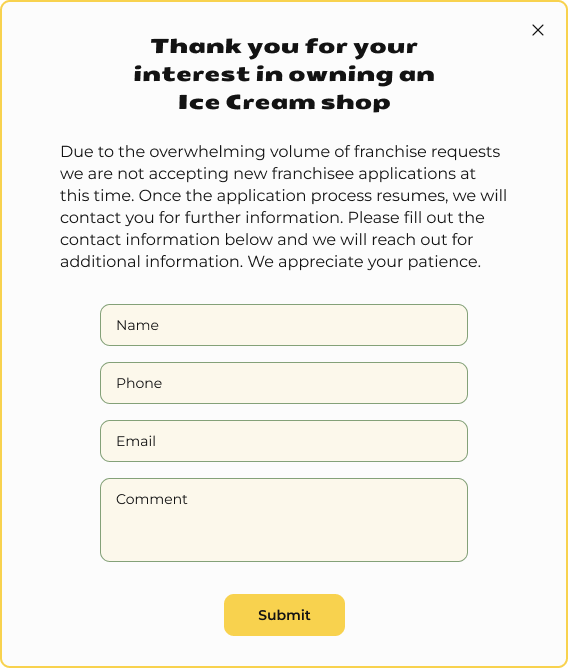 Thank you for your
interest in owning an
Ice Cream shop
Due to the overwhelming volume of franchise requests
we are not accepting new franchisee applications at
this time. Once the application process resumes, we will
contact you for further information. Please fill out the
contact information below and we will reach out for
additional information. We appreciate your patience.
Name
Phone
Email
Comment
Submit